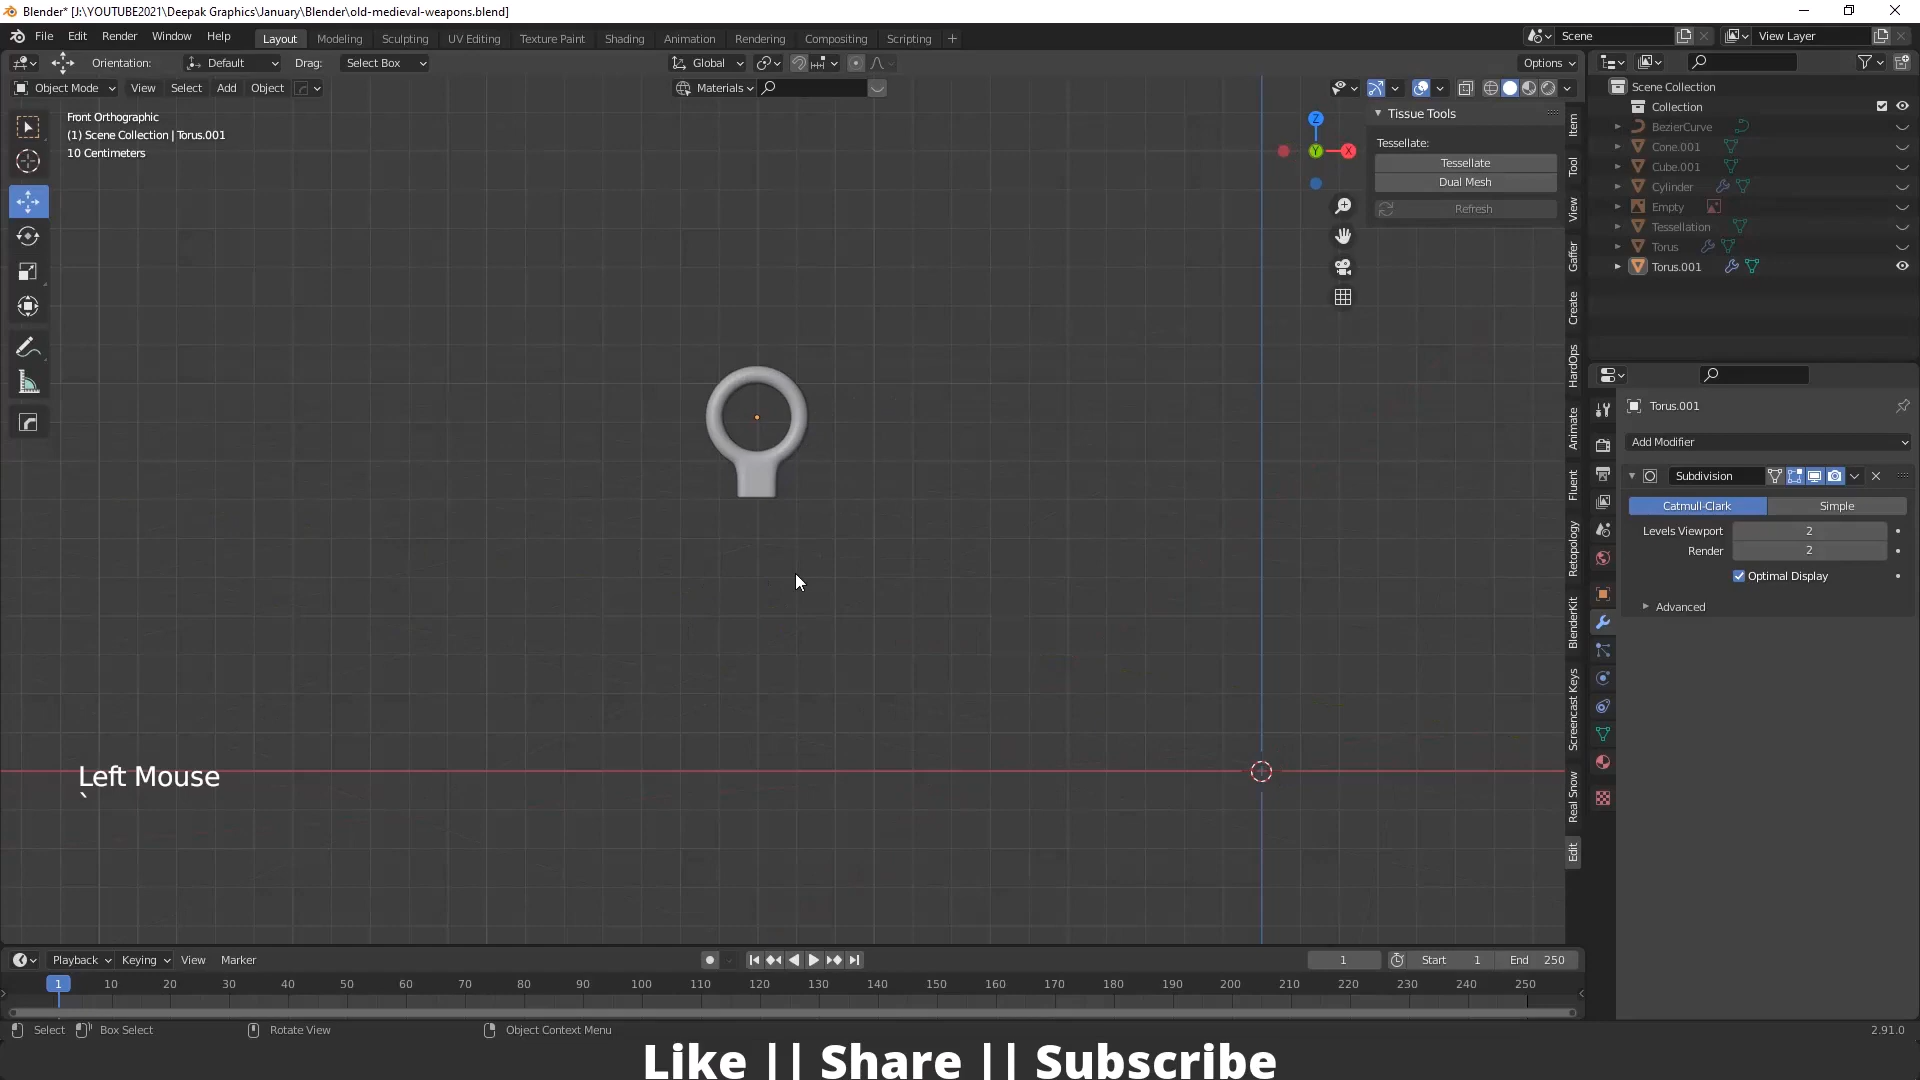 Blender* [J:\YOUTUBE2021\Deepak Graphics\January\Blender\old-medieval-weapons.blend]
File Edit Render Window Help Layout Modeling Sculpting UV Editing Texture Paint Shading Animation Rendering Compositing Scripting + Scene View Layer
Orientation: Default Drag: Select Box Global Options
Object Mode View Select Add Object Materials
Front Orthographic
(1) Scene Collection | Torus.001
10 Centimeters
Z
Y
X
Tissue Tools
Tessellate:
Tessellate
Dual Mesh
Refresh
Item
Tool
View
Gaffer
Create
HardOps
Animate
Fluent
Retopology
BlenderKit
Screencast Keys
Real Snow
Edit
Scene Collection
Collection
BezierCurve
Cone.001
Cube.001
Cylinder
Empty
Tessellation
Torus
Torus.001
Torus.001
Add Modifier
Subdivision
Catmull-Clark Simple
Levels Viewport 2
Render 2
Optimal Display
Advanced
Left Mouse
`
Playback Keying View Marker 1 Start 1 End 250
1 10 20 30 40 50 60 70 80 90 100 110 120 130 140 150 160 170 180 190 200 210 220 230 240 250
Select Box Select Rotate View Object Context Menu 2.91.0
Like || Share || Subscribe